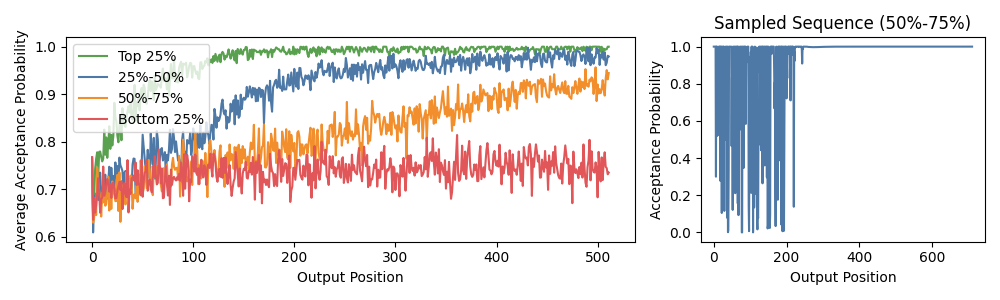 Average Acceptance Probability
1.0
0.9
0.8
0.7
0.6
Top 25%
25%-50%
50%-75%
Bottom 25%
0 100 200 300 400 500
Output Position
Sampled Sequence (50%-75%)
Acceptance Probability
1.0
0.8
0.6
0.4
0.2
0.0
0 200 400 600
Output Position